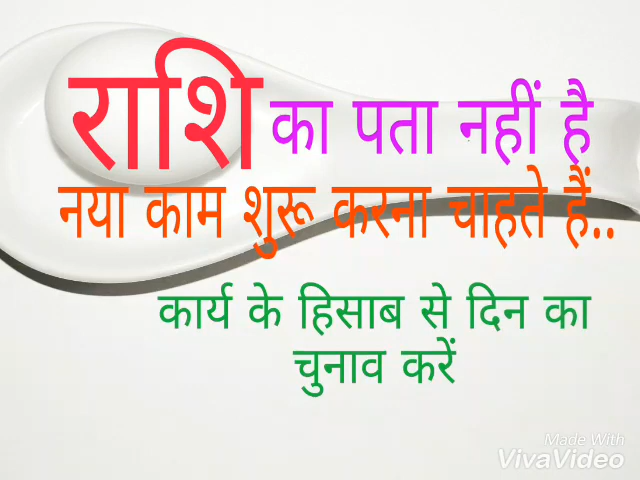 राशि का पता नहीं है
नया काम शुरू करना चाहते हैं..
कार्य के हिसाब से दिन का
चुनाव करें
Made With
VivaVideo